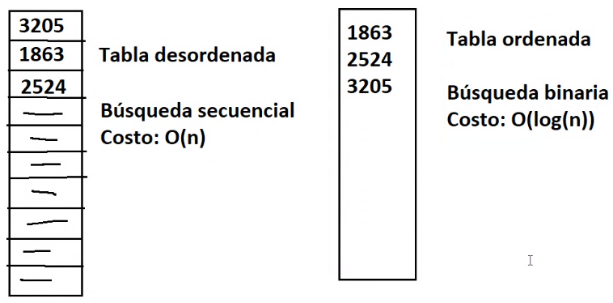 3205
1863
2524
Tabla desordenada
Búsqueda secuencial
Costo: O(n)
1863
2524
3205
Tabla ordenada
Búsqueda binaria
Costo: O(log(n))